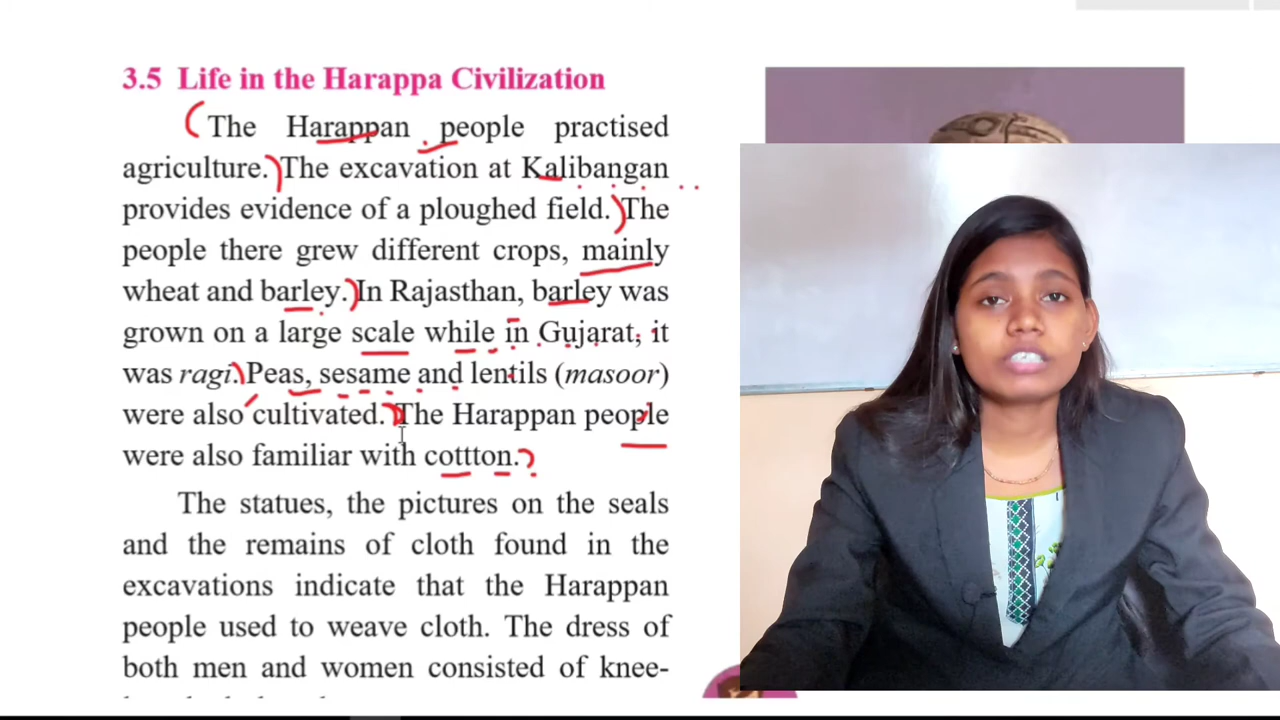 3.5 Life in the Harappa Civilization
The Harappan people practised
agriculture. The excavation at Kalibangan
provides evidence of a ploughed field. The
people there grew different crops, mainly
wheat and barley. In Rajasthan, barley was
grown on a large scale while in Gujarat, it
was ragi. Peas, sesame and lentils (masoor)
were also cultivated. The Harappan people
were also familiar with cottton.
The statues, the pictures on the seals
and the remains of cloth found in the
excavations indicate that the Harappan
people used to weave cloth. The dress of
both men and women consisted of knee-